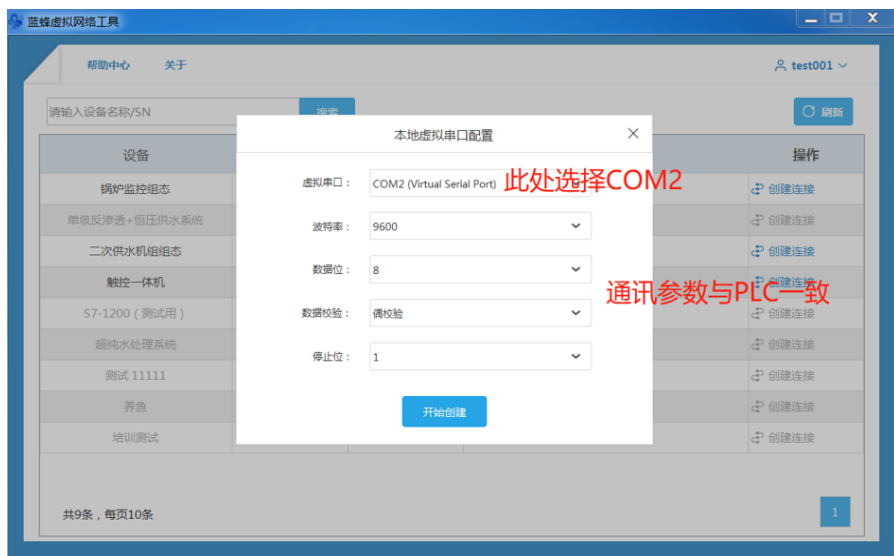 蓝蜂虚拟网络工具
帮助中心 关于 test001
请输入设备名称/SN 搜索 刷新
本地虚拟串口配置
设备 操作
虚拟串口： COM2 (Virtual Serial Port) 此处选择COM2
锅炉监控组态 创建连接
单级反渗透+恒压供水系统 创建连接
波特率： 9600
二次供水机组组态 创建连接
数据位： 8
触控一体机 创建连接
通讯参数与PLC一致
S7-1200（测试用） 创建连接
数据校验： 偶校验
超纯水处理系统 创建连接
停止位： 1
测试 11111 创建连接
养鱼 创建连接
开始创建
培训测试 创建连接
共9条，每页10条 1